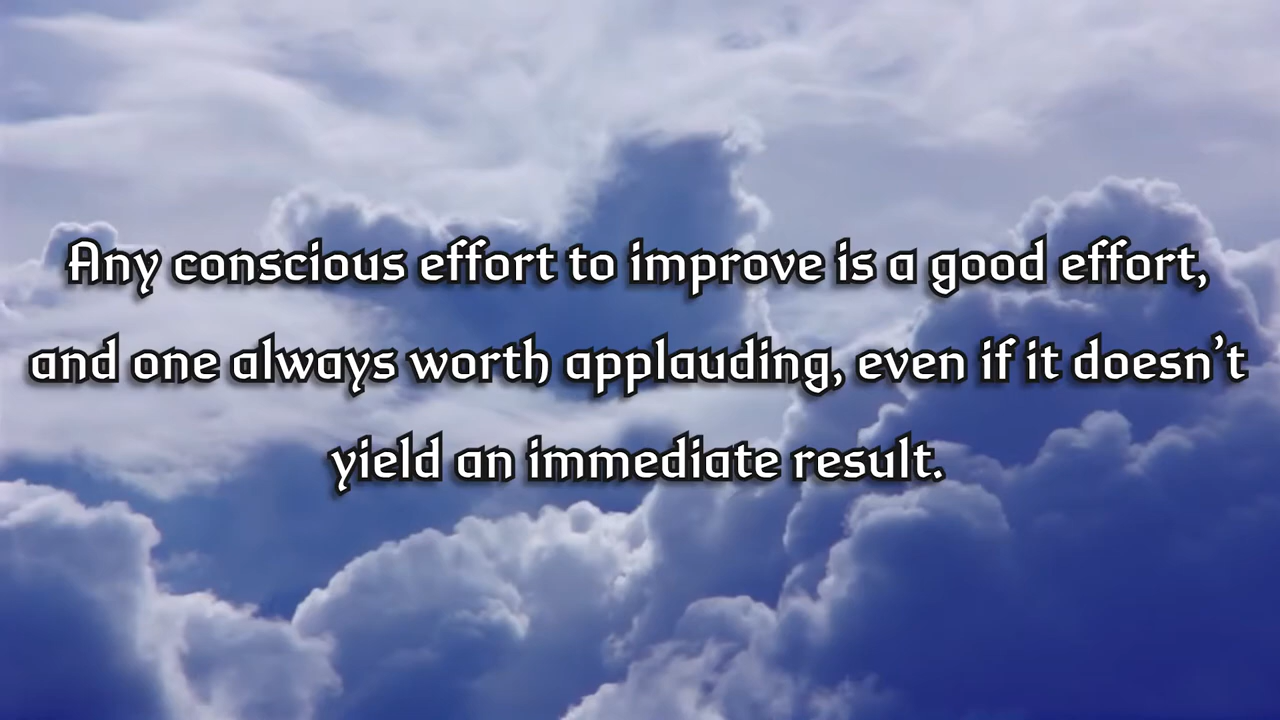 Any conscious effort to improve is a good effort,
and one always worth applauding, even if it doesn’t
yield an immediate result.